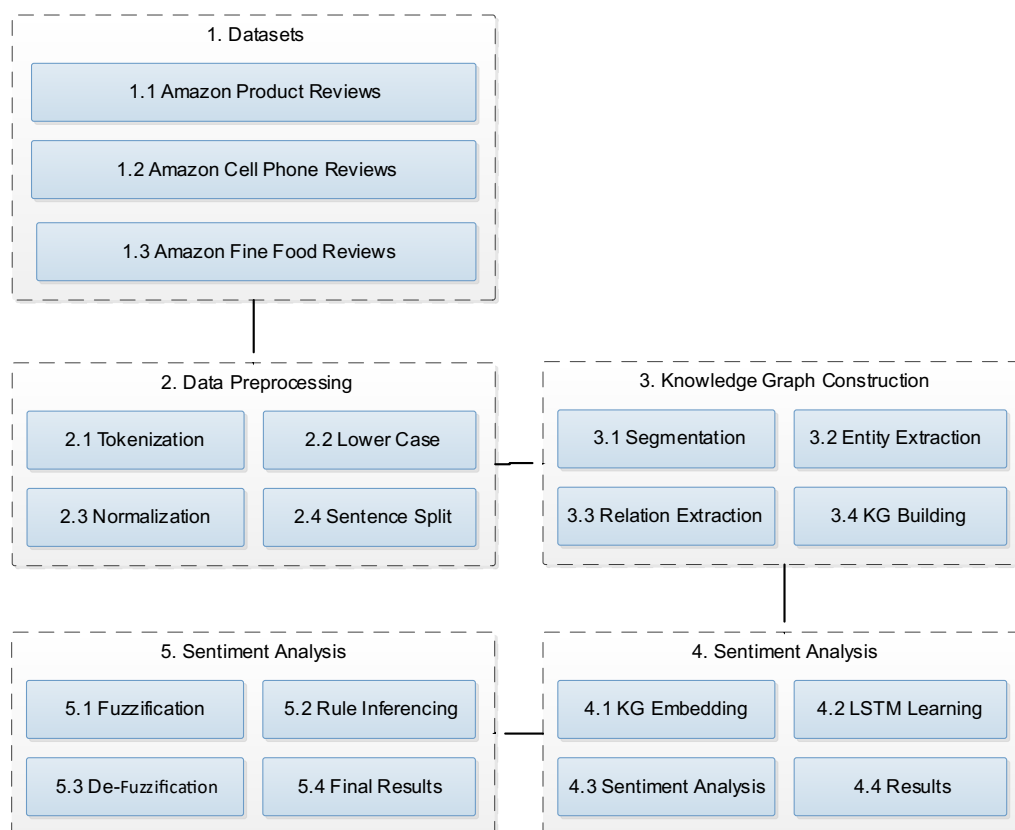 1. Datasets
1.1 Amazon Product Reviews
1.2 Amazon Cell Phone Reviews
1.3 Amazon Fine Food Reviews
2. Data Preprocessing
2.1 Tokenization
2.2 Lower Case
2.3 Normalization
2.4 Sentence Split
3. Knowledge Graph Construction
3.1 Segmentation
3.2 Entity Extraction
3.3 Relation Extraction
3.4 KG Building
4. Sentiment Analysis
4.1 KG Embedding
4.2 LSTM Learning
4.3 Sentiment Analysis
4.4 Results
5. Sentiment Analysis
5.1 Fuzzification
5.2 Rule Inferencing
5.3 De-Fuzzification
5.4 Final Results